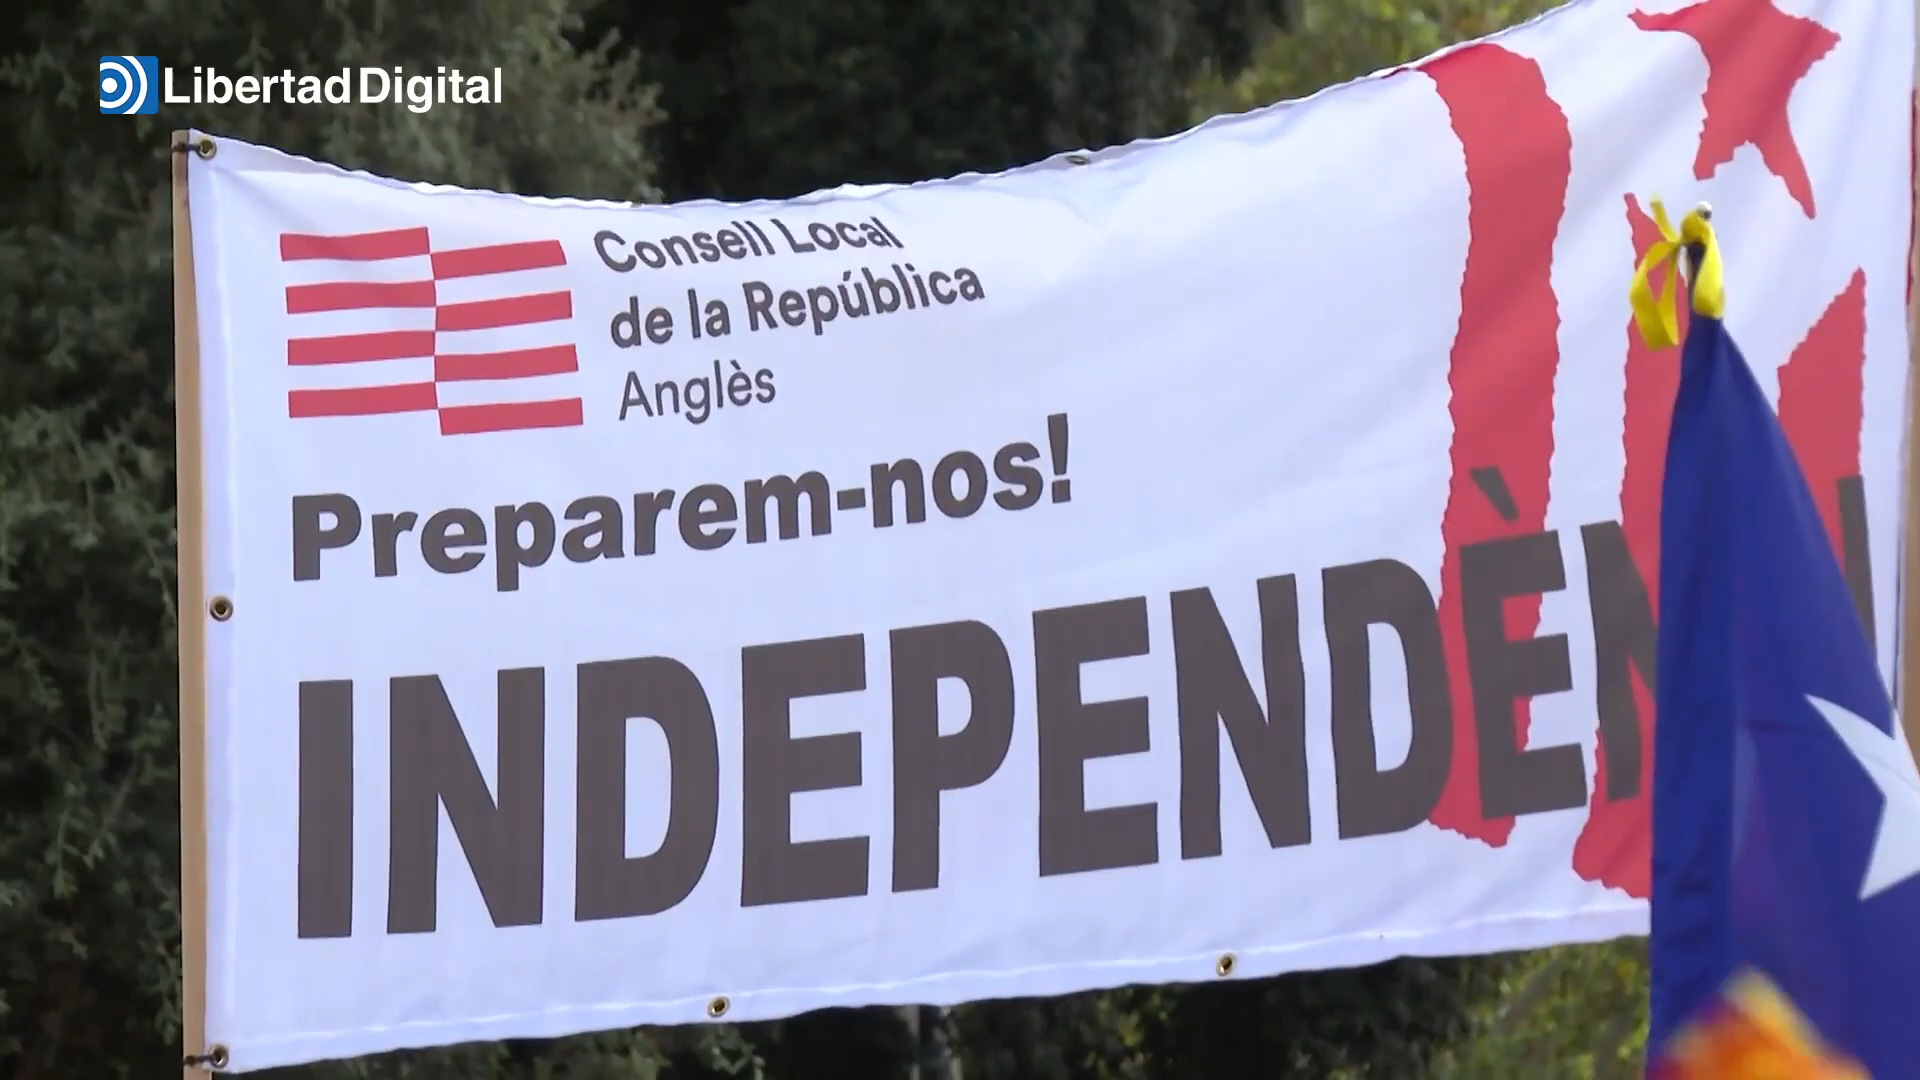 Libertad Digital
Consell Local
de la República
Anglès
Preparem-nos!
INDEPENDÈN